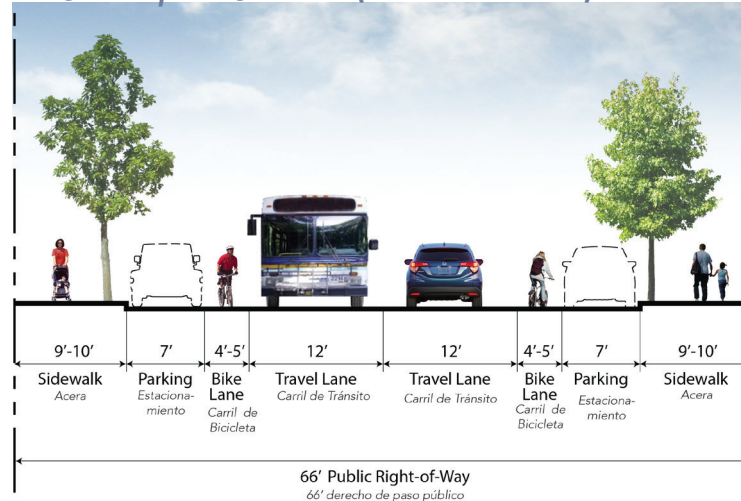 9'-10' 7' 4'-5' 12' 12' 4'-5' 7' 9'-10'
Sidewalk
Acera
Parking
Estaciona-
miento
Bike
Lane
Carril de
Bicicleta
Travel Lane
Carril de Tránsito
Travel Lane
Carril de Tránsito
Bike
Lane
Carril de
Bicicleta
Parking
Estaciona-
miento
Sidewalk
Acera
66' Public Right-of-Way
66' derecho de paso público